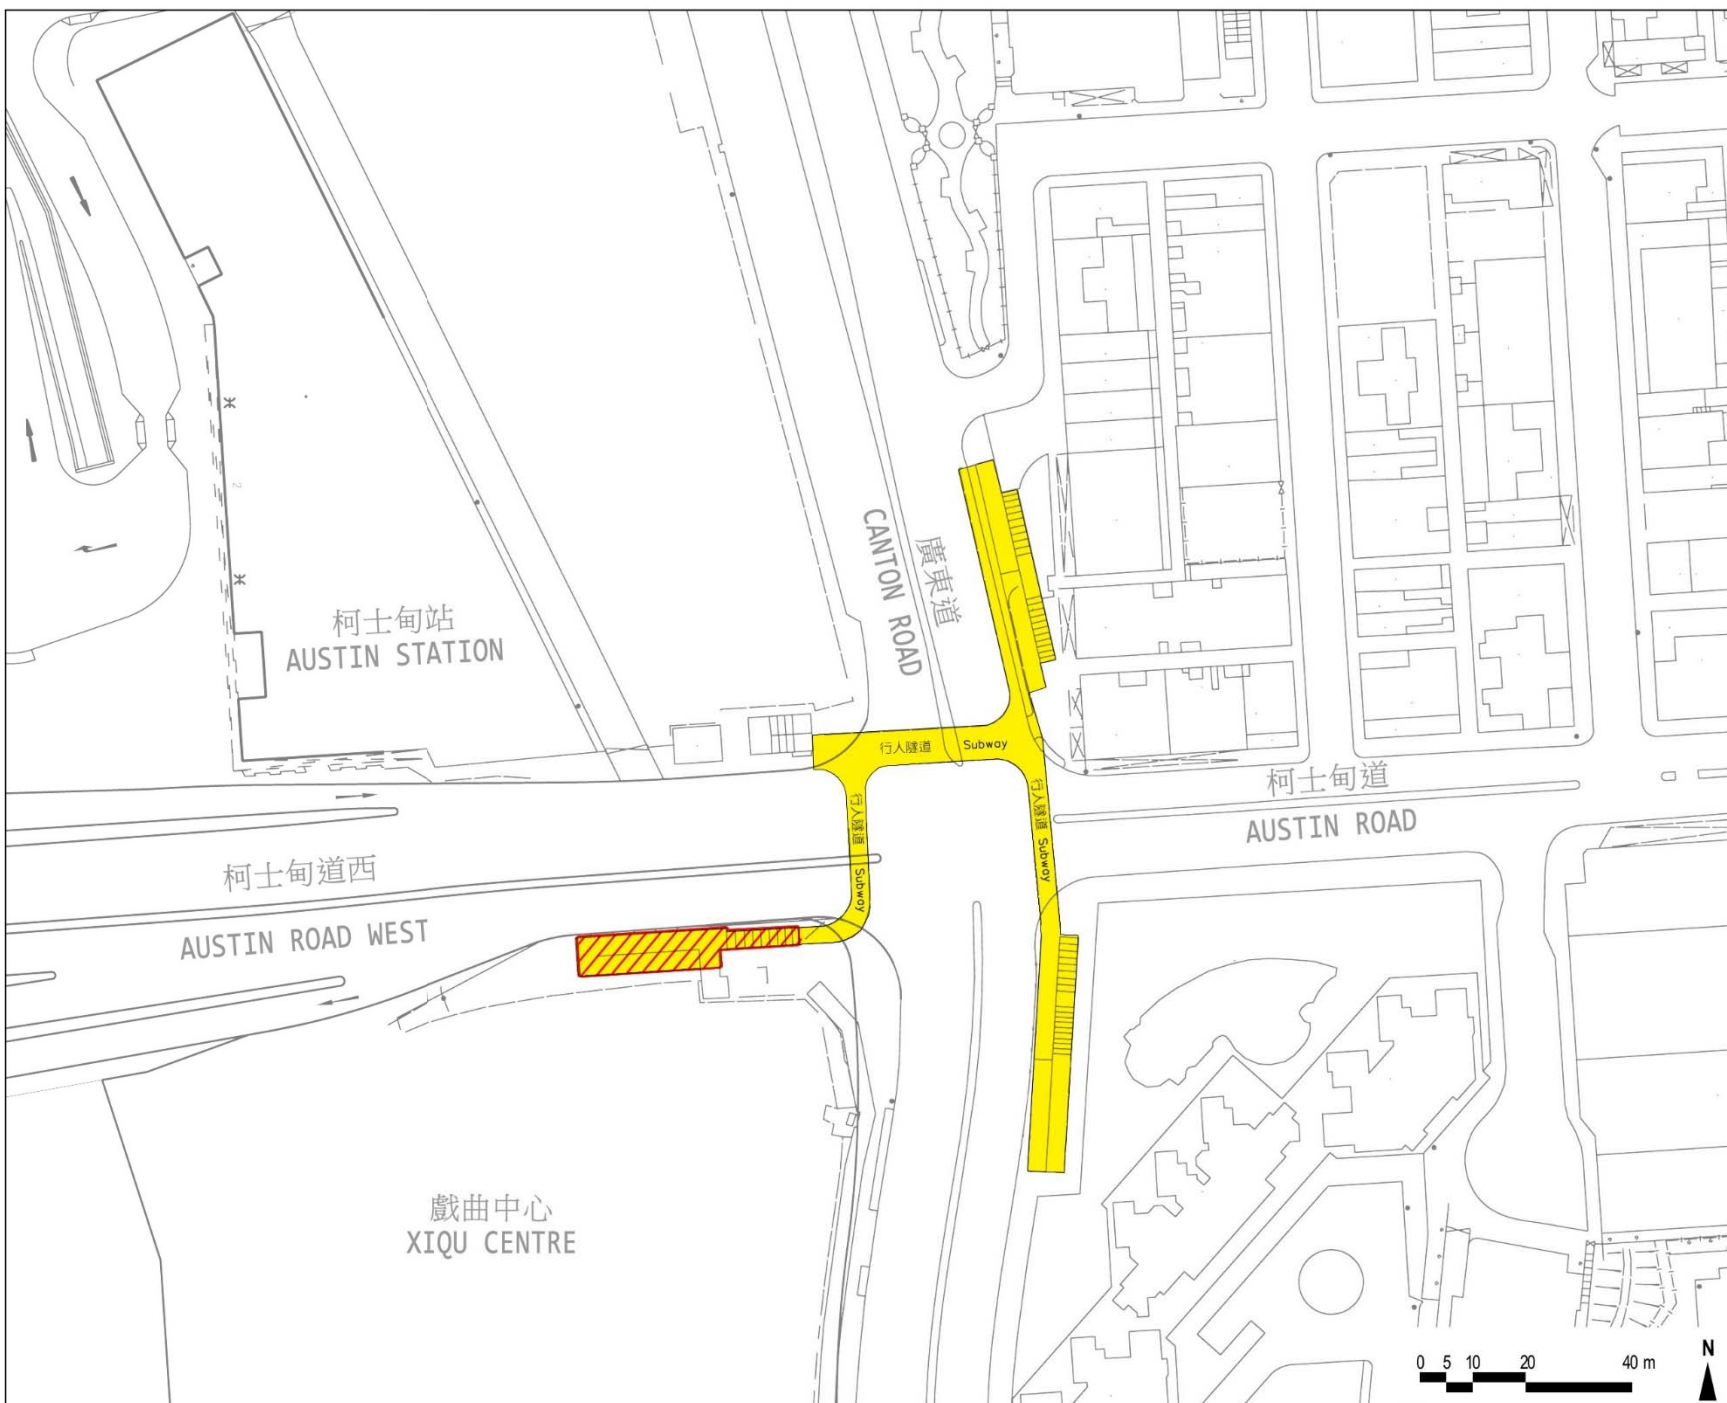 廣東道
CANTON ROAD
柯士甸站
AUSTIN STATION
行人隧道 Subway
行人隧道 Subway
行人隧道 Subway
柯士甸道
AUSTIN ROAD
柯士甸道西
AUSTIN ROAD WEST
戲曲中心
XIQU CENTRE
N
0 5 10 20 40 m